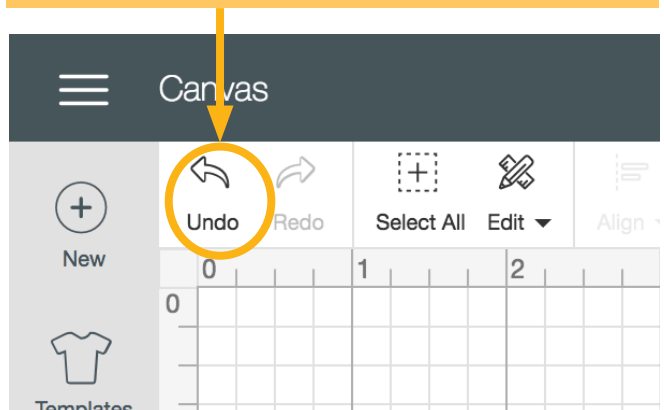 Canvas
Undo Redo Select All Edit Align
New
0 1 2
0
Templates